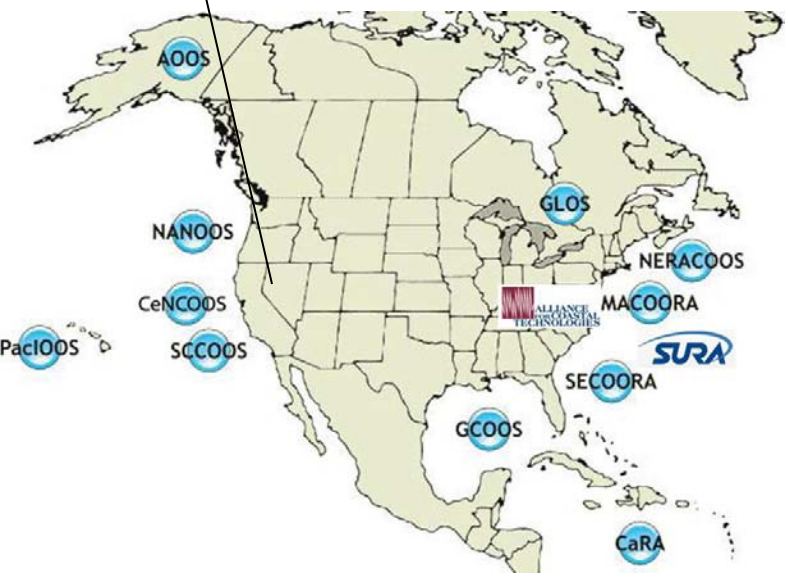 AOOS
GLOS
NANOOS
NERACOOS
CeNCOOS
ALLIANCE
FOR COASTAL
TECHNOLOGIES
MACOORA
PacIOOS
SCCOOS
SURA
SECOORA
GCOOS
CaRA